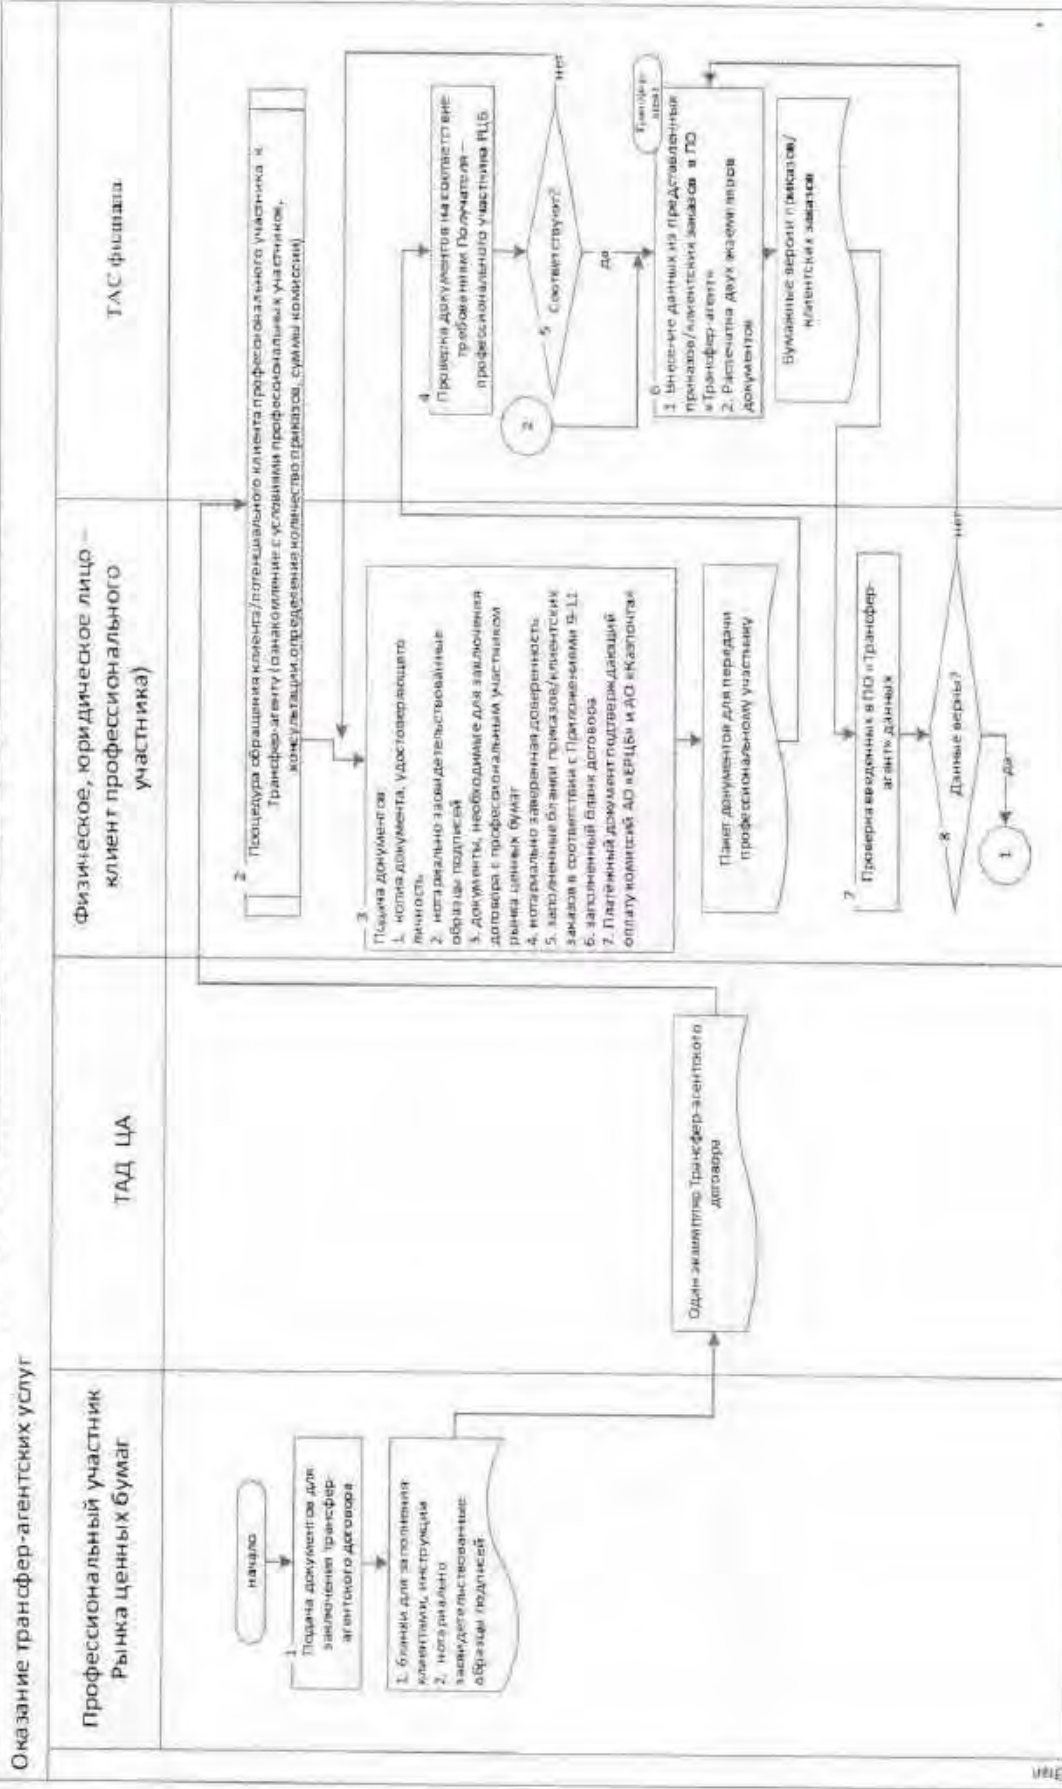 Оказание трансфер-агентских услуг
Профессиональный участник
Рынка ценных бумаг
ТАД ЦА
Физическое, юридическое лицо –
клиент профессионального
участника)
ТАС филиала
начало
1
Подача документов для
заключения трансфер-
агентского договора
1. бланки для заполнения
клиентами, инструкции
2. нотариально
засвидетельствованные
образцы подписей
Один экземпляр Трансфер-агентского
договора
2
Процедура обращения клиента/потенциального клиента профессионального участника к
Трансфер-агенту (ознакомление с условиями профессиональных участников,
консультации, определение количество приказов, суммы комиссии)
3
Подача документов
1. копия документа, удостоверяющего
личность
2. нотариально засвидетельствованные
образцы подписей
3. документы, необходимые для заключения
договора с профессиональным участником
рынка ценных бумаг
4. нотариально заверенная доверенность
5. заполненные бланки приказов/клиентских
заказов в соответствии с Приложениями 9-11
6. заполненный бланк договора
7. Платёжный документ подтверждающий
оплату комиссий АО «ЕРЦБ» и АО «Казпочта»
Пакет документов для передачи
профессиональному участнику
4
Проверка документов на соответствие
требованиям Получателя –
профессионального участника РЦБ
5
Соответствуют?
нет
да
2
6
1. Внесение данных из представленных
приказов/клиентских заказов в ПО
«Трансфер-агент»
2. Распечатка двух экземпляров
документов
Трансфер-
агент
Бумажные версии приказов/
клиентских заказов
7
Проверка введенных в ПО «Трансфер-
агент» данных
8
Данные верны?
нет
да
1
Этап